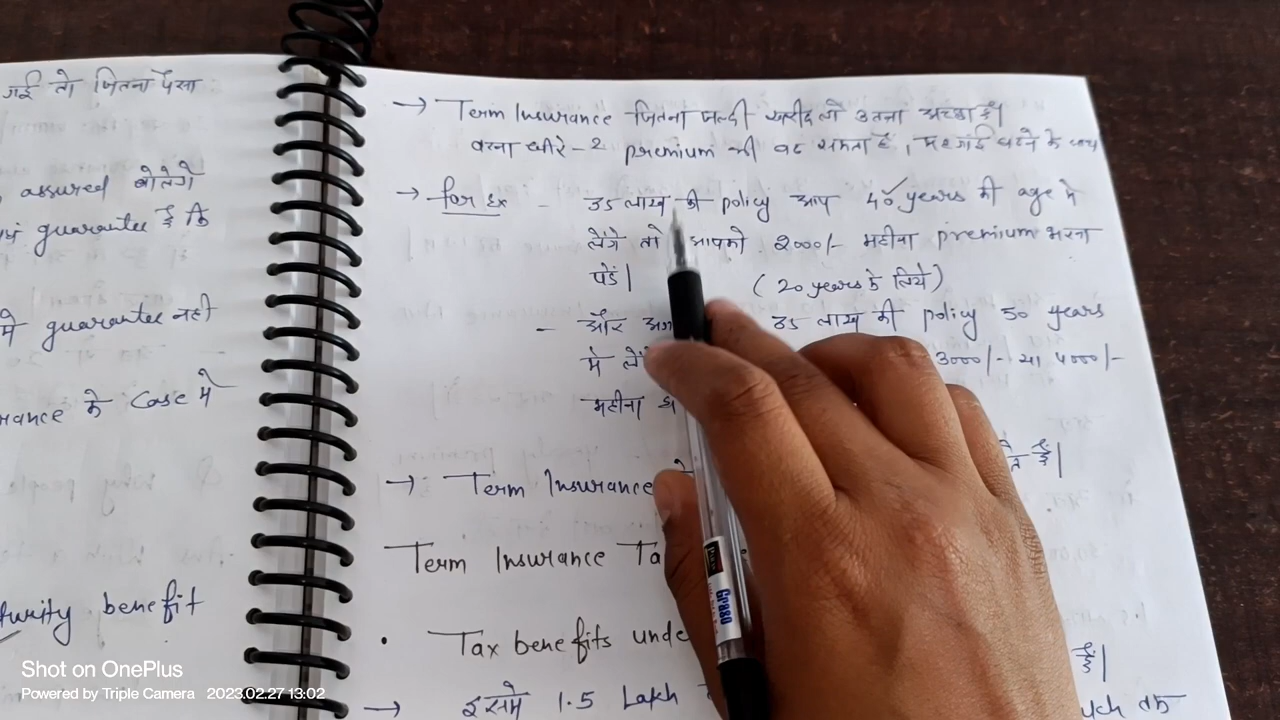 गई तो जितना पैसा
assured बोलेगे
guarantee है कि
मे guarantee नही
rance के case मे
turity benefit
→ Term Insurance जितना जल्दी खरीद लो उतना अच्छा है।
वरना धीरे-2 premium भी बढ़ सकता है, महंगाई बढने के साथ
→ for Ex - 35 लाख की policy आप 40 years की age मे
लेंगे तो आपको 2000/- महीना premium भरना
पडे।
(20 years के लिये)
- और अग 35 लाख की policy 50 years
मे लें 3000/- या 4000/-
महीना
है।
→ Term Insurance
Term Insurance Ta
• Tax benefits unde
है।
→ इसमे 1.5 Lakh
तक
Shot on OnePlus
Powered by Triple Camera 2023.02.27 13:02